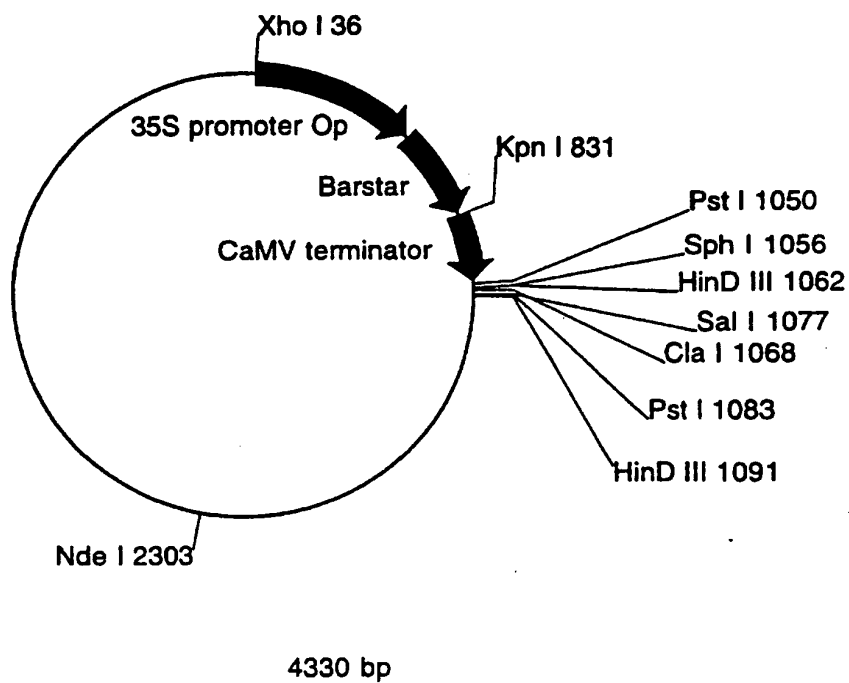 Xho I 36
35S promoter Op
Kpn I 831
Barstar
Pst I 1050
CaMV terminator
Sph I 1056
HinD III 1062
Sal I 1077
Cla I 1068
Pst I 1083
HinD III 1091
Nde I 2303
4330 bp